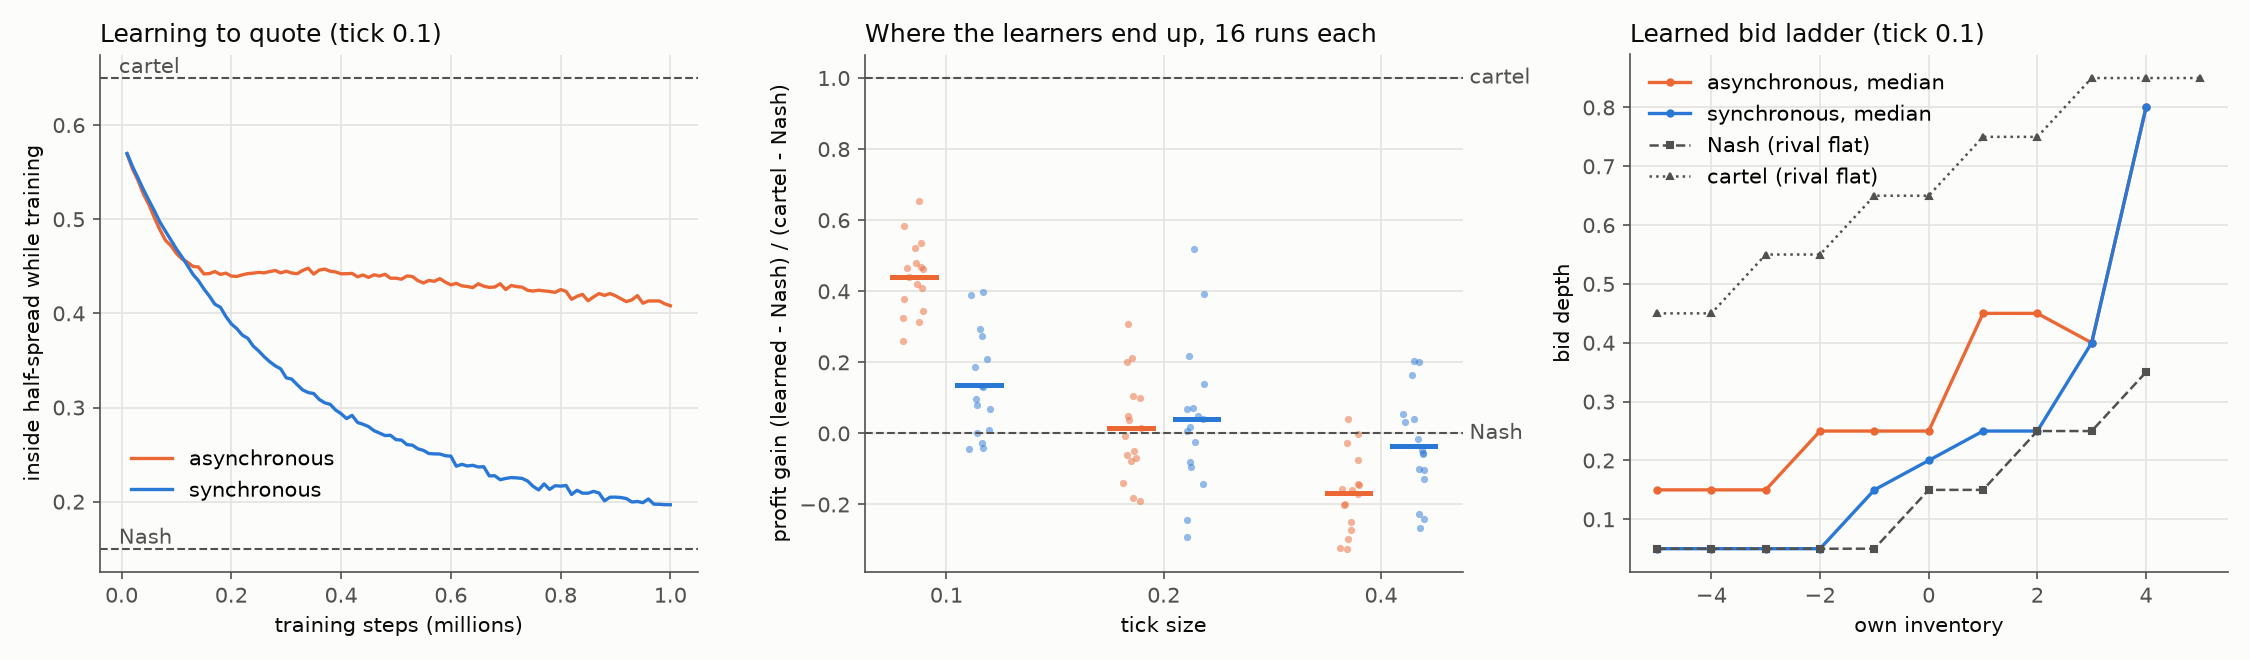 Learning to quote (tick 0.1)
inside half-spread while training
cartel
0.6
0.5
0.4
0.3
0.2
asynchronous
synchronous
Nash
0.0
0.2
0.4
0.6
0.8
1.0
training steps (millions)
Where the learners end up, 16 runs each
profit gain (learned - Nash) / (cartel - Nash)
1.0
0.8
0.6
0.4
0.2
0.0
−0.2
cartel
Nash
0.1
0.2
0.4
tick size
Learned bid ladder (tick 0.1)
bid depth
0.8
0.7
0.6
0.5
0.4
0.3
0.2
0.1
asynchronous, median
synchronous, median
Nash (rival flat)
cartel (rival flat)
−4
−2
0
2
4
own inventory